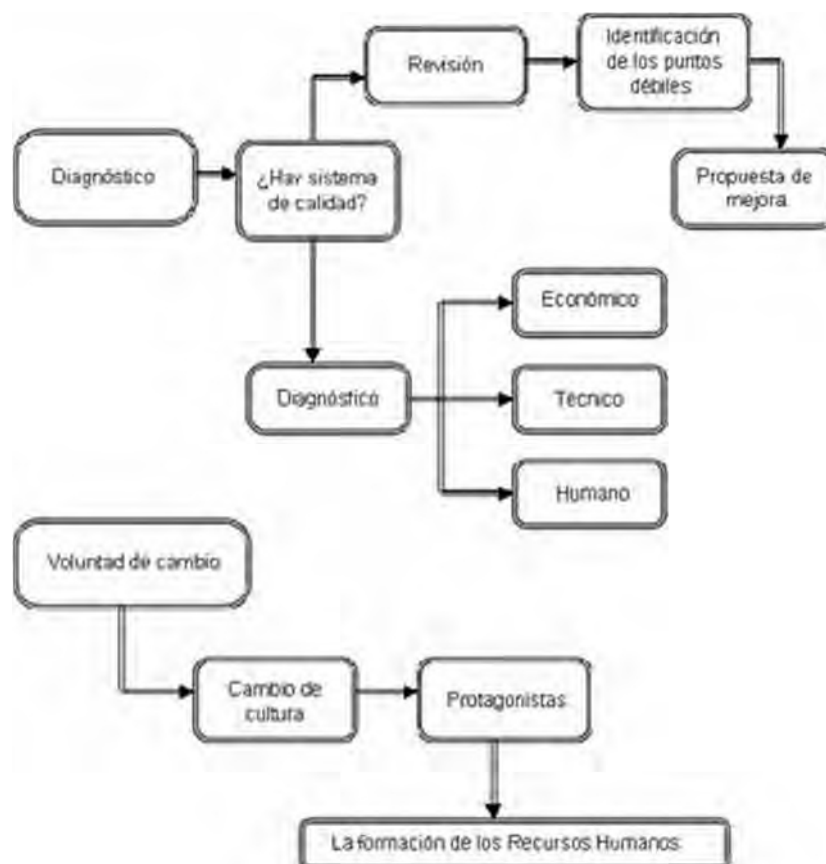 Identificación
de los puntos
débiles
Revisión
Diagnóstico
¿Hay sistema
de calidad?
Propuesta de
mejora
Económico
Diagnóstico
Técnico
Humano
Voluntad de cambio
Cambio de
cultura
Protagonistas
La formación de los Recursos Humanos